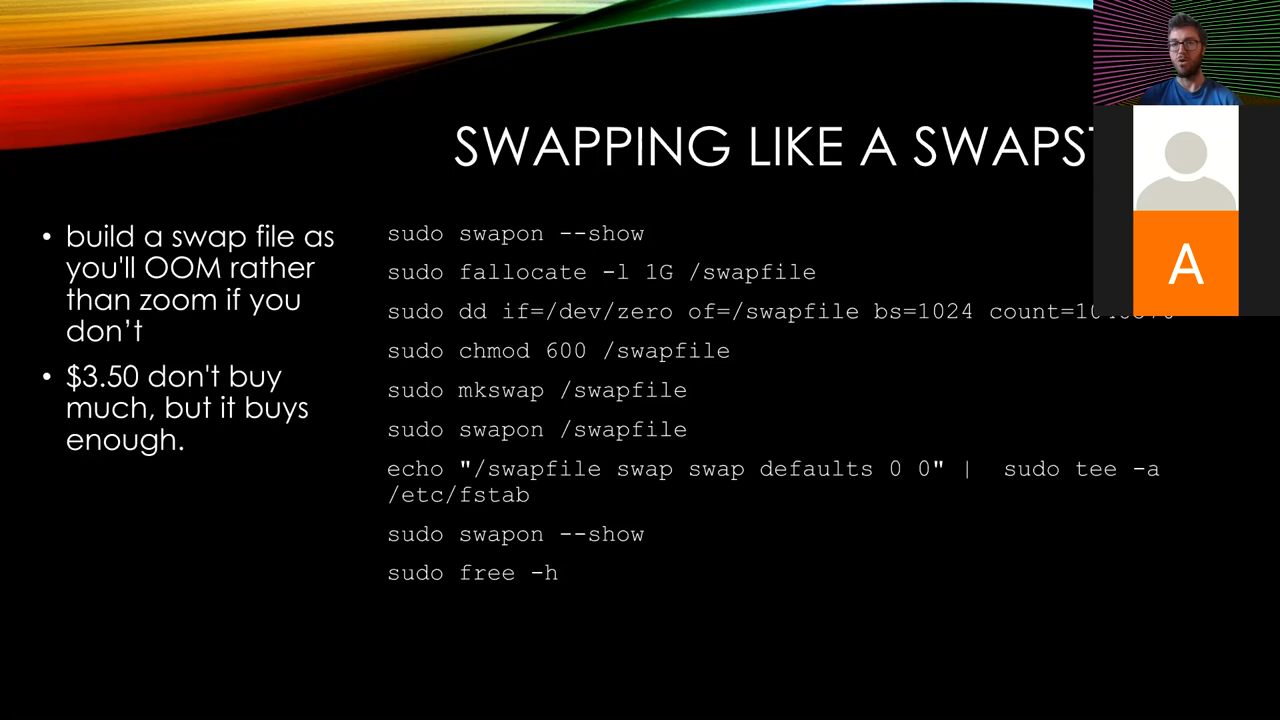 SWAPPING LIKE A
• build a swap file as
you'll OOM rather
than zoom if you
don’t
• $3.50 don't buy
much, but it buys
enough.
sudo swapon --show
sudo fallocate -l 1G /swapfile
sudo dd if=/dev/zero of=/swapfile bs=1024
sudo chmod 600 /swapfile
sudo mkswap /swapfile
sudo swapon /swapfile
echo "/swapfile swap swap defaults 0 0" | sudo tee -a
/etc/fstab
sudo swapon --show
sudo free -h
A